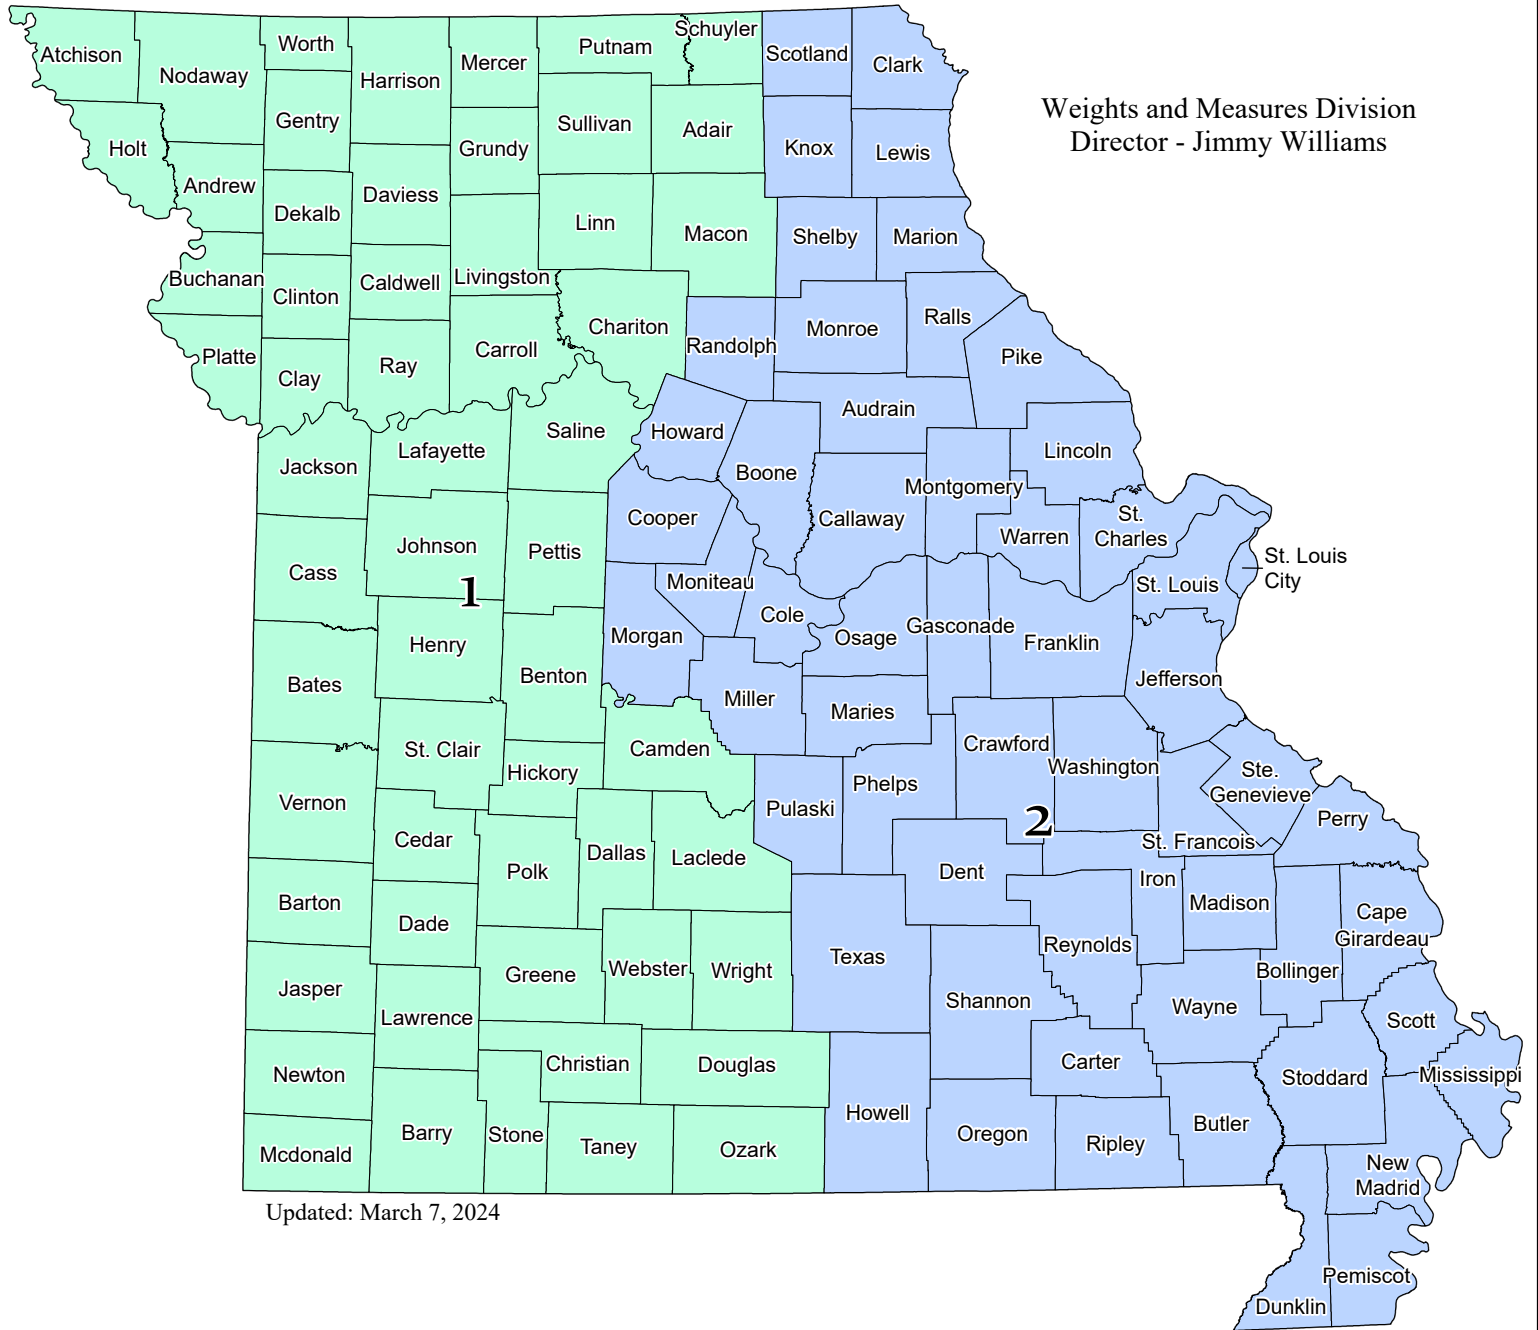 Schuyler
Atchison
Nodaway
Worth
Harrison
Mercer
Putnam
Scotland
Clark
Weights and Measures Division
Director - Jimmy Williams
Holt
Gentry
Grundy
Sullivan
Adair
Knox
Lewis
Andrew
Dekalb
Daviess
Linn
Macon
Shelby
Marion
Buchanan
Clinton
Caldwell
Livingston
Chariton
Randolph
Monroe
Ralls
Pike
Platte
Clay
Ray
Carroll
Audrain
Jackson
Lafayette
Saline
Howard
Boone
Lincoln
Montgomery
Cooper
Callaway
Warren
St.
Charles
Cass
Johnson
Pettis
1
Moniteau
St. Louis
St. Louis
City
Henry
Morgan
Cole
Osage
Gasconade
Franklin
Bates
Benton
Miller
Maries
Jefferson
St. Clair
Hickory
Camden
Crawford
Washington
Ste.
Genevieve
Vernon
Pulaski
Phelps
2
Perry
Cedar
Polk
Dallas
Laclede
Dent
St. Francois
Iron
Madison
Barton
Dade
Cape
Girardeau
Jasper
Greene
Webster
Wright
Texas
Reynolds
Bollinger
Lawrence
Shannon
Wayne
Scott
Newton
Christian
Douglas
Carter
Stoddard
Mississippi
Mcdonald
Barry
Stone
Taney
Ozark
Howell
Oregon
Ripley
Butler
New
Madrid
Updated: March 7, 2024
Pemiscot
Dunklin